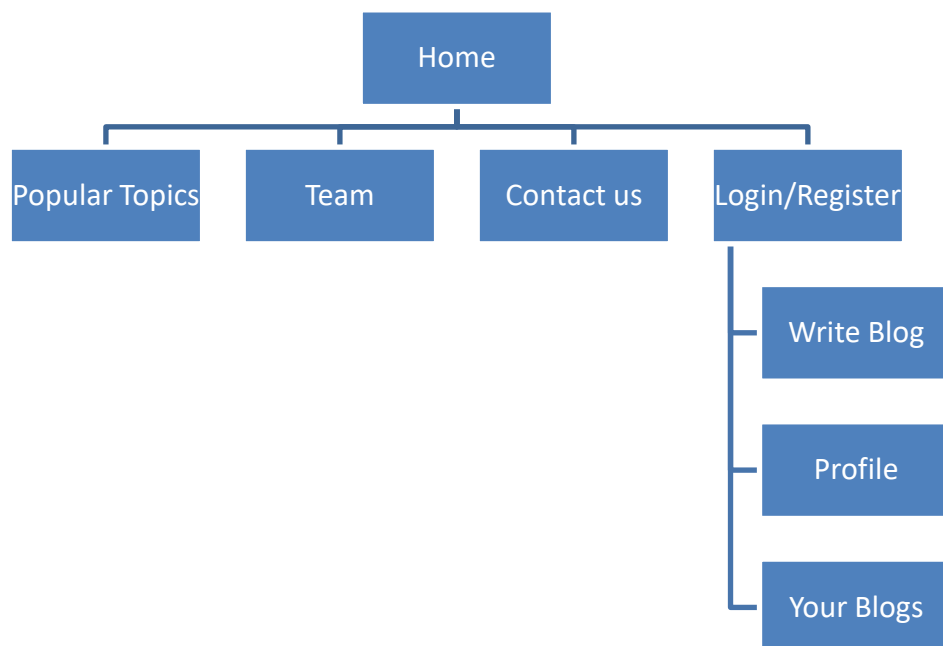 Home
Popular Topics
Team
Contact us
Login/Register
Write Blog
Profile
Your Blogs